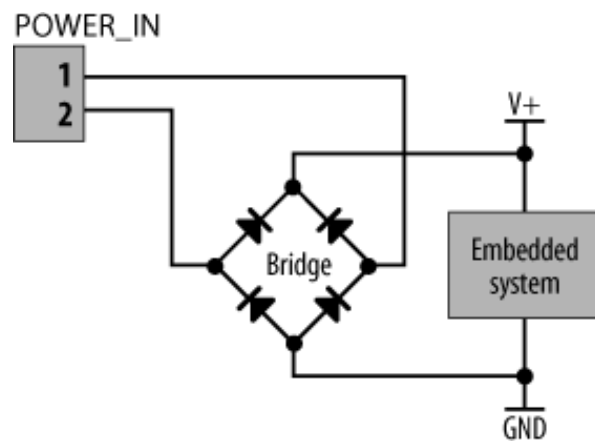 POWER_IN
1
2
V+
Bridge
Embedded
system
GND